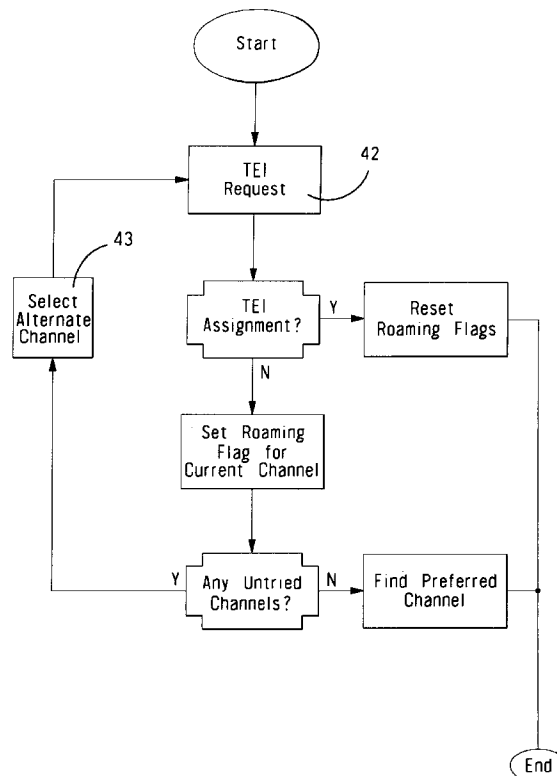 Start
TEI
Request
42
43
Select
Alternate
Channel
TEI
Assignment?
Y
Reset
Roaming Flags
N
Set Roaming
Flag for
Current Channel
Y
Any Untried
Channels?
N
Find Preferred
Channel
End